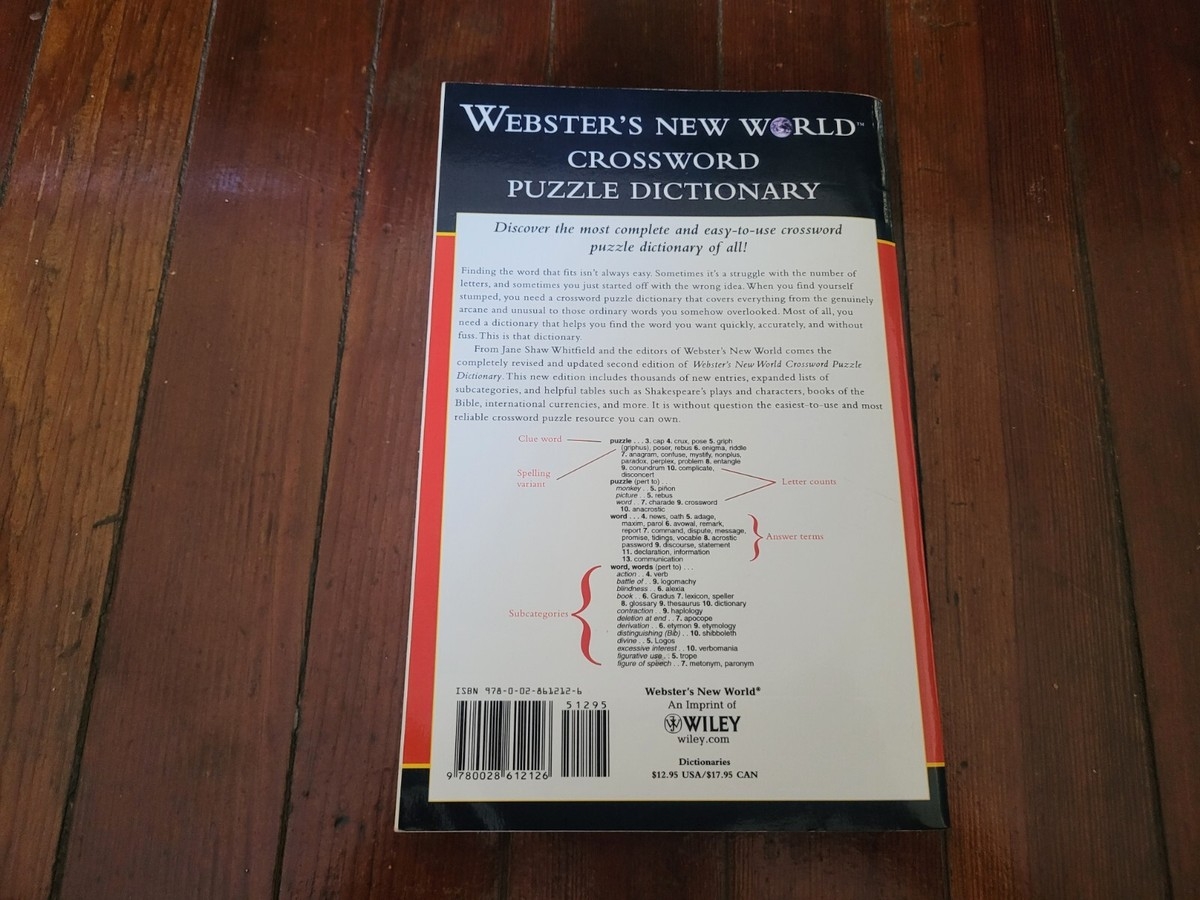 WEBSTER'S NEW WORLD™
CROSSWORD
PUZZLE DICTIONARY
Discover the most complete and easy-to-use crossword
puzzle dictionary of all!
Finding the word that fits isn't always easy. Sometimes it's a struggle with the number of
letters, and sometimes you just started off with the wrong idea. When you find yourself
stumped, you need a crossword puzzle dictionary that covers everything from the genuinely
arcane and unusual to those ordinary words you somehow overlooked. Most of all, you
need a dictionary that helps you find the word you want quickly, accurately, and without
fuss. This is that dictionary.
From Jane Shaw Whitfield and the editors of Webster's New World comes the
completely revised and updated second edition of Webster's New World Crossword Puzzle
Dictionary. This new edition includes thousands of new entries, expanded lists of
subcategories, and helpful tables such as Shakespeare's plays and characters, books of the
Bible, international currencies, and more. It is without question the easiest-to-use and most
reliable crossword puzzle resource you can own.
Clue word
Spelling
variant
Subcategories
puzzle . . . 3. cap 4. crux, pose 5. griph
(griphus), poser, rebus 6. enigma, riddle
7. anagram, confuse, mystify, nonplus,
paradox, perplex, problem 8. entangle
9. conundrum 10. complicate,
disconcert
puzzle (pert to) . .
monkey . . 5. piñon
picture . . 5. rebus
word . . 7. charade 9. crossword
10. anacrostic
word . . . 4. news, oath 5. adage,
maxim, parol 6. avowal, remark,
report 7. command, dispute, message,
promise, tidings, vocable 8. acrostic
password 9. discourse, statement
11. declaration, information
13. communication
word, words (pert to) . . .
action . . 4. verb
battle of . . 9. logomachy
blindness . . 6. alexia
book . . 6. Gradus 7. lexicon, speller
8. glossary 9. thesaurus 10. dictionary
contraction . . 9. haplology
deletion at end . . 7. apocope
derivation . . 6. etymon 9. etymology
distinguishing (Bib) . . 10. shibboleth
divine . . 5. Logos
excessive interest . . 10. verbomania
figurative use . . 5. trope
figure of speech . . 7. metonym, paronym
Letter counts
Answer terms
ISBN 978-0-02-861212-6
51295
9 780028 612126
Webster's New World®
An Imprint of
WILEY
wiley.com
Dictionaries
$12.95 USA/$17.95 CAN